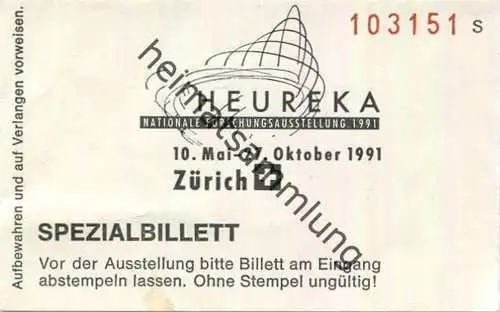 103151 S
HEUREKA
NATIONALE FORSCHUNGSAUSSTELLUNG 1991
10. Mai- Oktober 1991
Zürich
SPEZIALBILLETT
Vor der Ausstellung bitte Billett am Eingang
abstempeln lassen. Ohne Stempel ungültig!
Aufbewahren und auf Verlangen vorweisen.
heimatsammlung